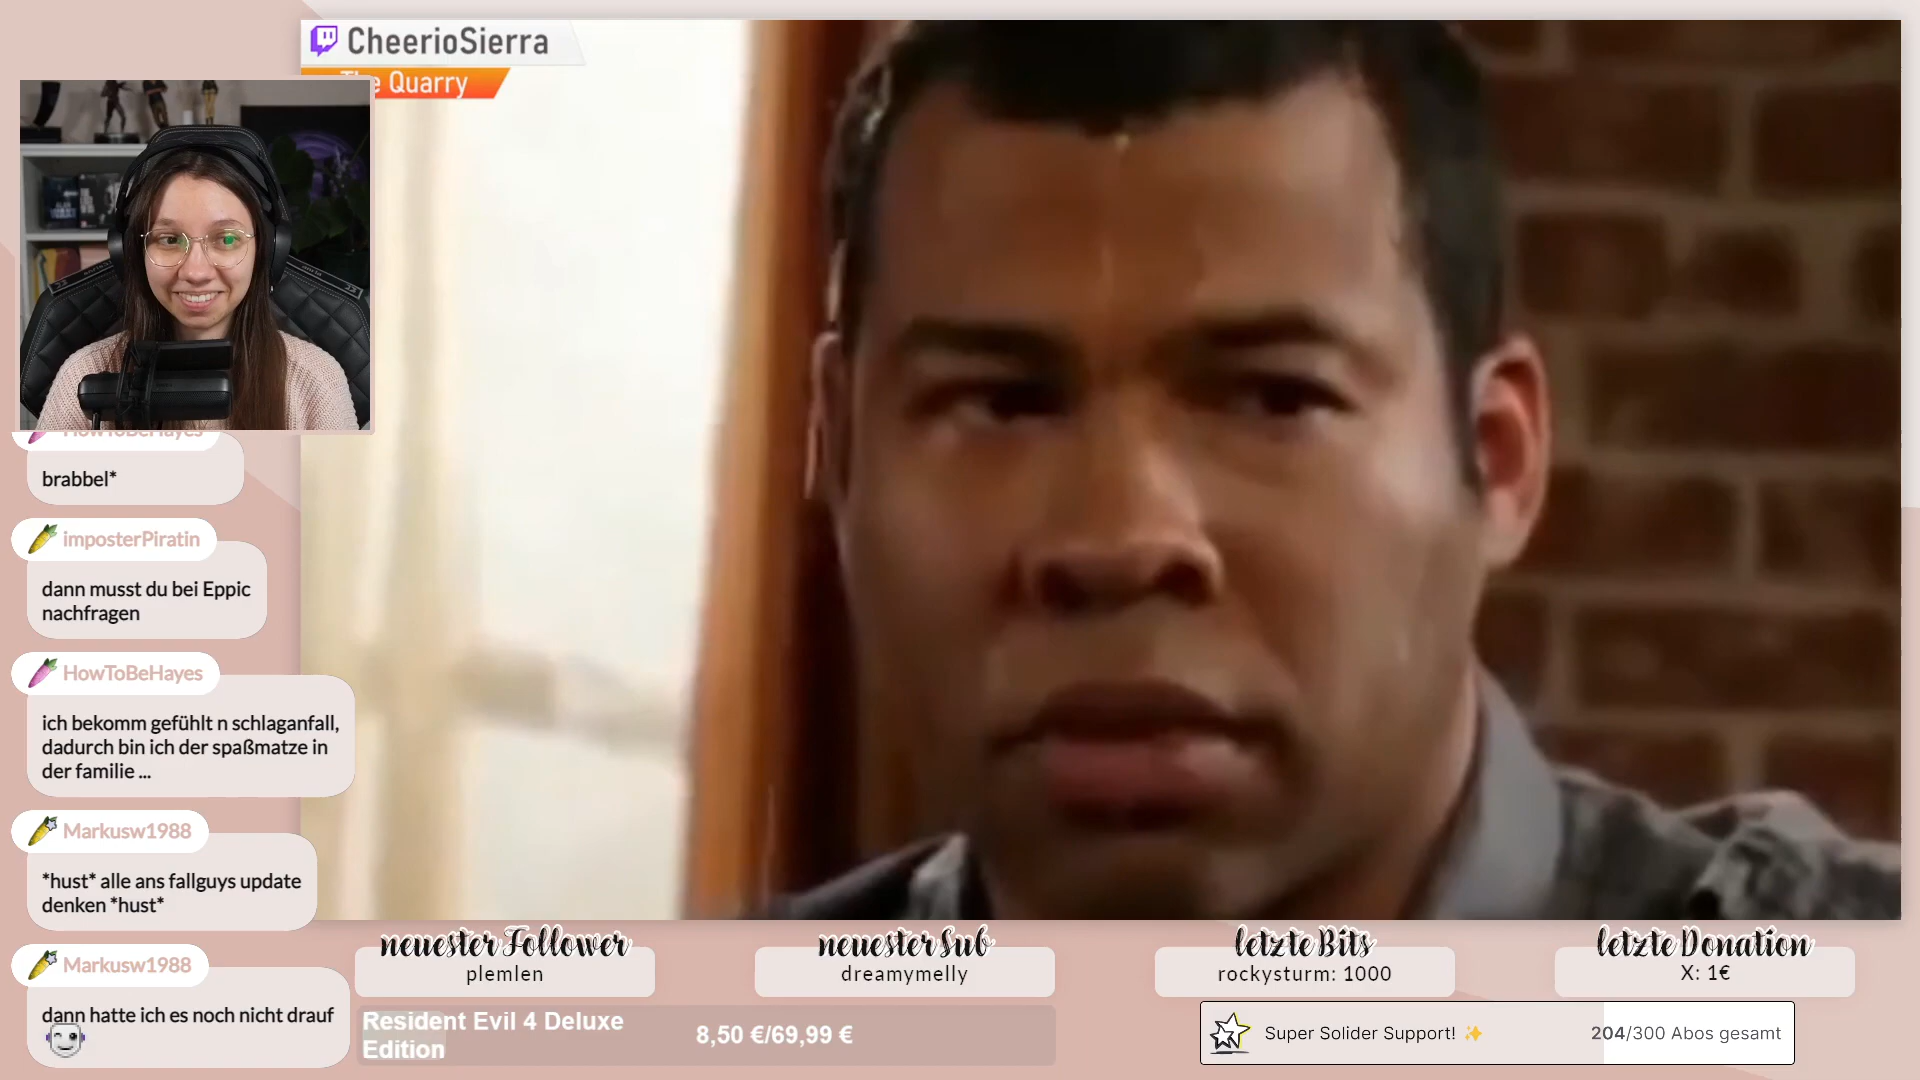 CheerioSierra
The Quarry
HowToBeHayes
brabbel*
imposterPiratin
dann musst du bei Eppic
nachfragen
HowToBeHayes
ich bekomm gefühlt n schlaganfall,
dadurch bin ich der spaßmatze in
der familie ...
Markusw1988
*hust* alle ans fallguys update
denken *hust*
Markusw1988
dann hatte ich es noch nicht drauf
neuester Follower
plemlen
neuester Sub
dreamymelly
letzte Bits
rockysturm: 1000
letzte Donation
X: 1€
Resident Evil 4 Deluxe
Edition
8,50 €/69,99 €
Super Solider Support! ✨
204/300 Abos gesamt